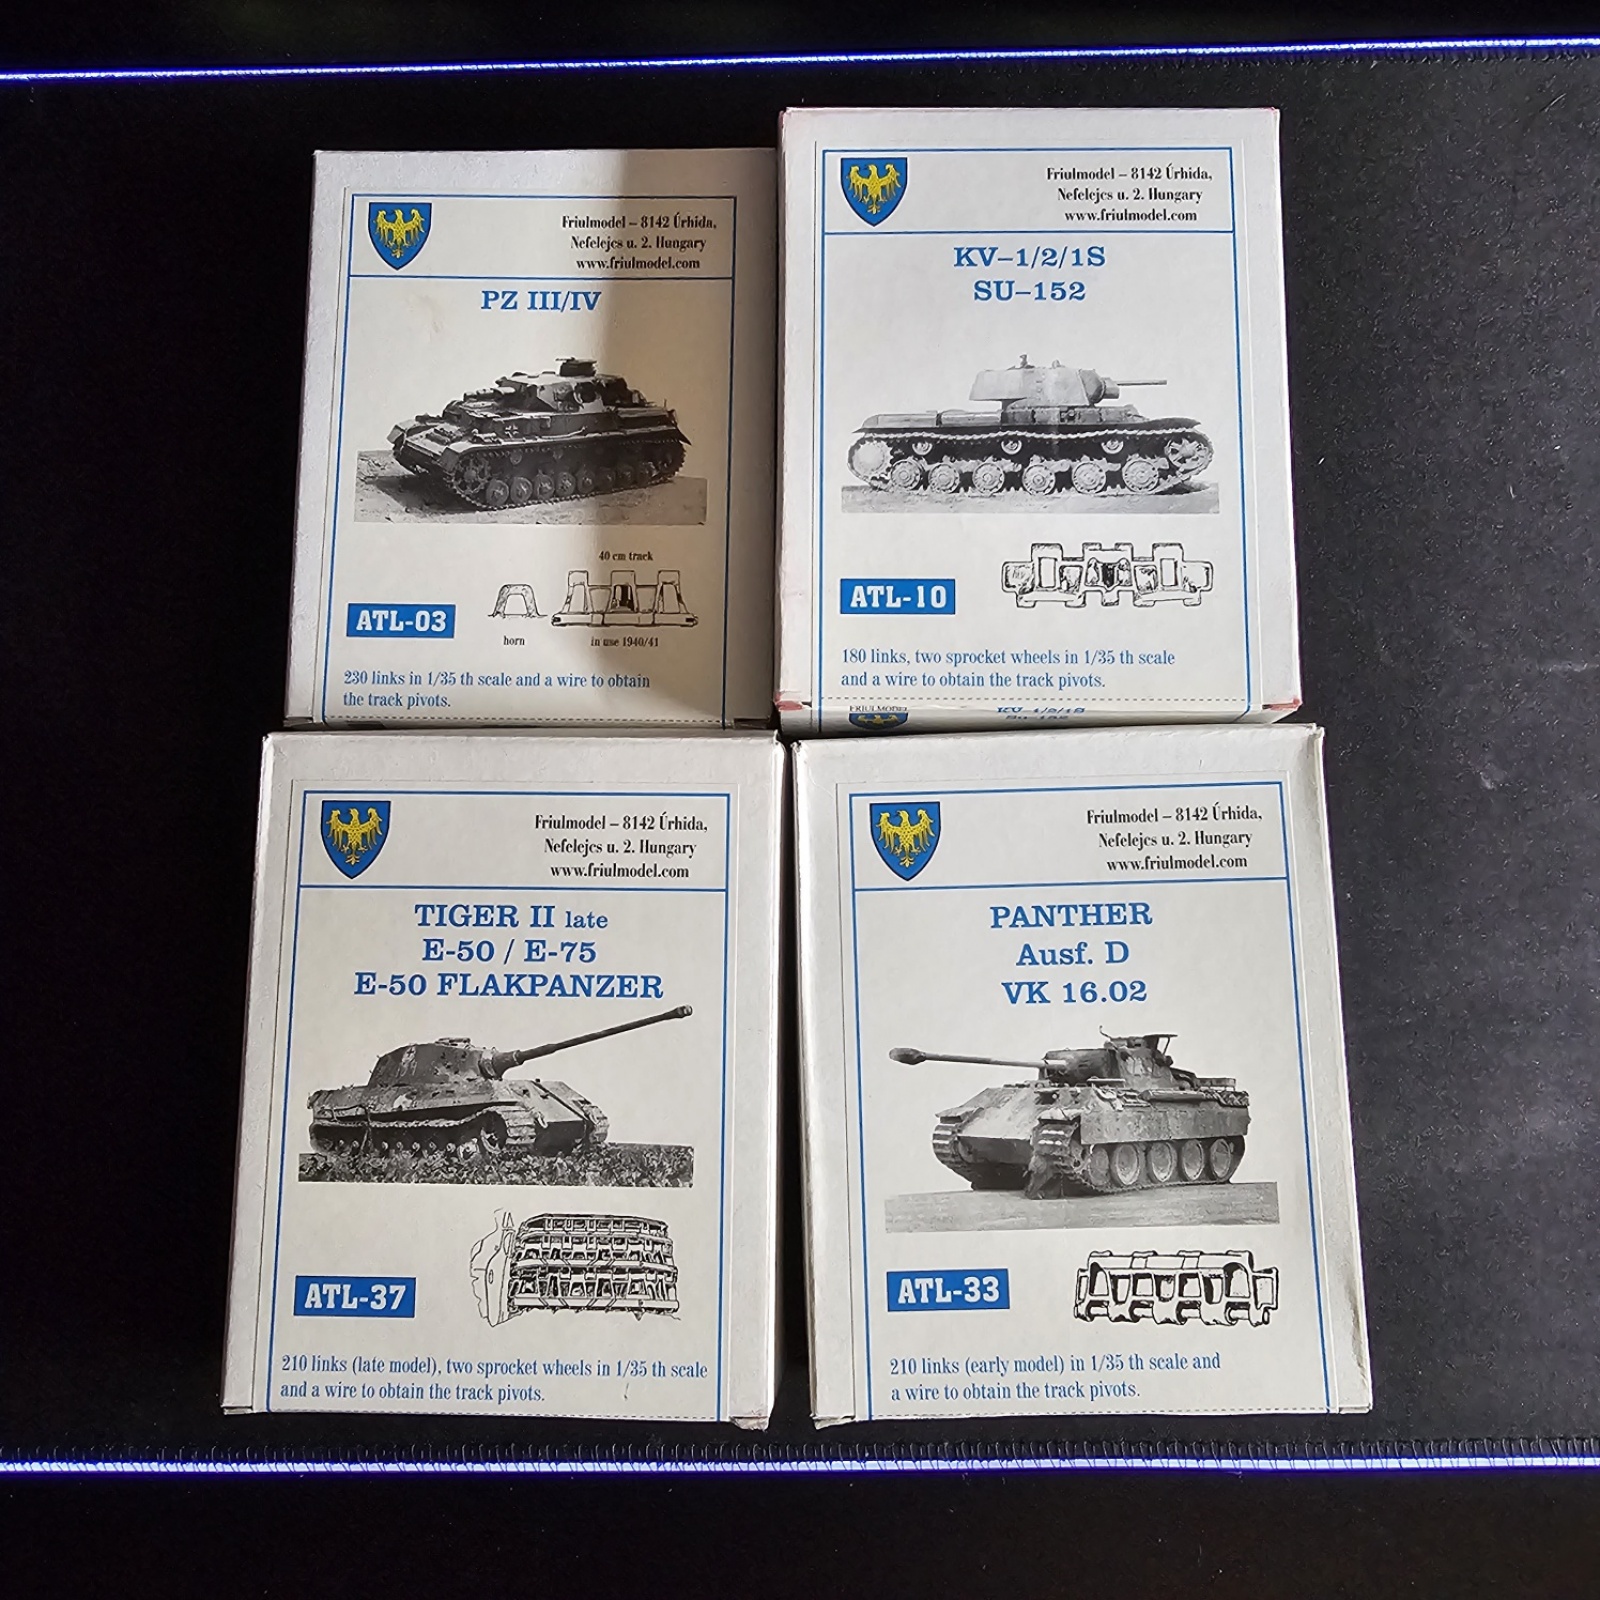 Friulmodel – 8142 Úrhida,
Nefelejcs u. 2. Hungary
www.friulmodel.com
PZ III/IV
40 cm track
ATL-03
horn
in use 1940/41
230 links in 1/35 th scale and a wire to obtain
the track pivots.
Friulmodel – 8142 Úrhida,
Nefelejcs u. 2. Hungary
www.friulmodel.com
KV–1/2/1S
SU–152
ATL-10
180 links, two sprocket wheels in 1/35 th scale
and a wire to obtain the track pivots.
FRIULMODEL
KV–1/2/1S
SU–152
Friulmodel – 8142 Úrhida,
Nefelejcs u. 2. Hungary
www.friulmodel.com
TIGER II late
E-50 / E-75
E-50 FLAKPANZER
ATL-37
210 links (late model), two sprocket wheels in 1/35 th scale
and a wire to obtain the track pivots.
Friulmodel – 8142 Úrhida,
Nefelejcs u. 2. Hungary
www.friulmodel.com
PANTHER
Ausf. D
VK 16.02
ATL-33
210 links (early model) in 1/35 th scale and
a wire to obtain the track pivots.